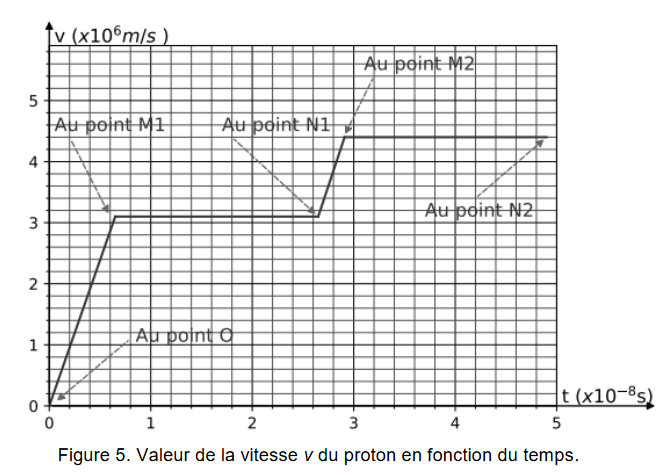 v (x10⁶m/s )
Au point M2
5
Au point M1
Au point N1
4
Au point N2
3
2
Au point O
1
0
t (x10⁻⁸s)
0 1 2 3 4 5
Figure 5. Valeur de la vitesse v du proton en fonction du temps.